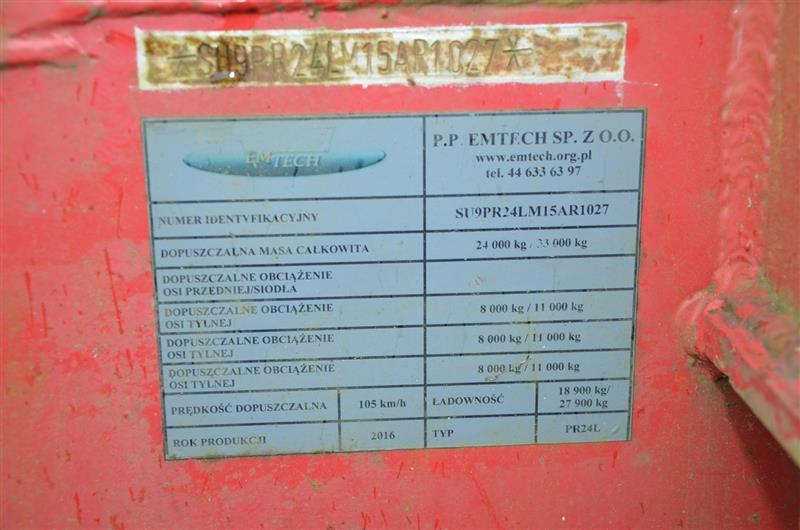 *SU9PR24LM15AR1027*
EMTECH
P.P. EMTECH SP. Z O.O.
www.emtech.org.pl
tel. 44 633 63 97
NUMER IDENTYFIKACYJNY SU9PR24LM15AR1027
DOPUSZCZALNA MASA CAŁKOWITA 24 000 kg / 33 000 kg
DOPUSZCZALNE OBCIĄŻENIE
OSI PRZEDNIEJ/SIODŁA
DOPUSZCZALNE OBCIĄŻENIE
OSI TYLNEJ 8 000 kg / 11 000 kg
DOPUSZCZALNE OBCIĄŻENIE
OSI TYLNEJ 8 000 kg / 11 000 kg
DOPUSZCZALNE OBCIĄŻENIE
OSI TYLNEJ 8 000 kg / 11 000 kg
PRĘDKOŚĆ DOPUSZCZALNA 105 km/h ŁADOWNOŚĆ 18 900 kg/
27 900 kg
ROK PRODUKCJI 2016 TYP PR24L